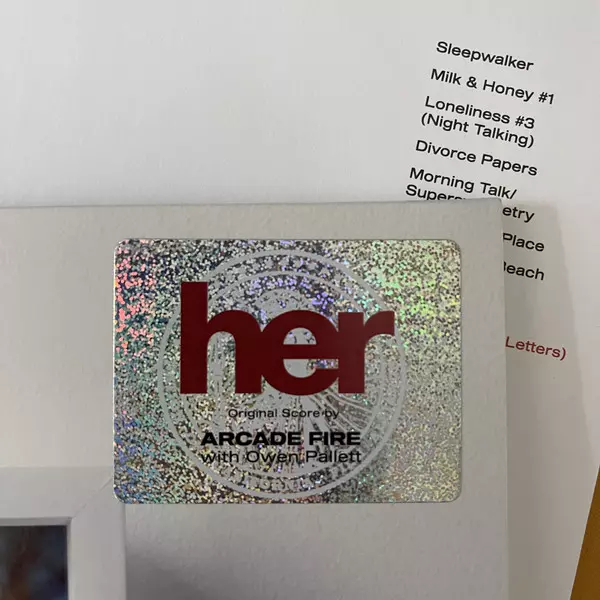 Sleepwalker
Milk & Honey #1
Loneliness #3
(Night Talking)
Divorce Papers
Morning Talk/
Place
Beach
Letters)
her
Original Score by
ARCADE FIRE
with Owen Pallett